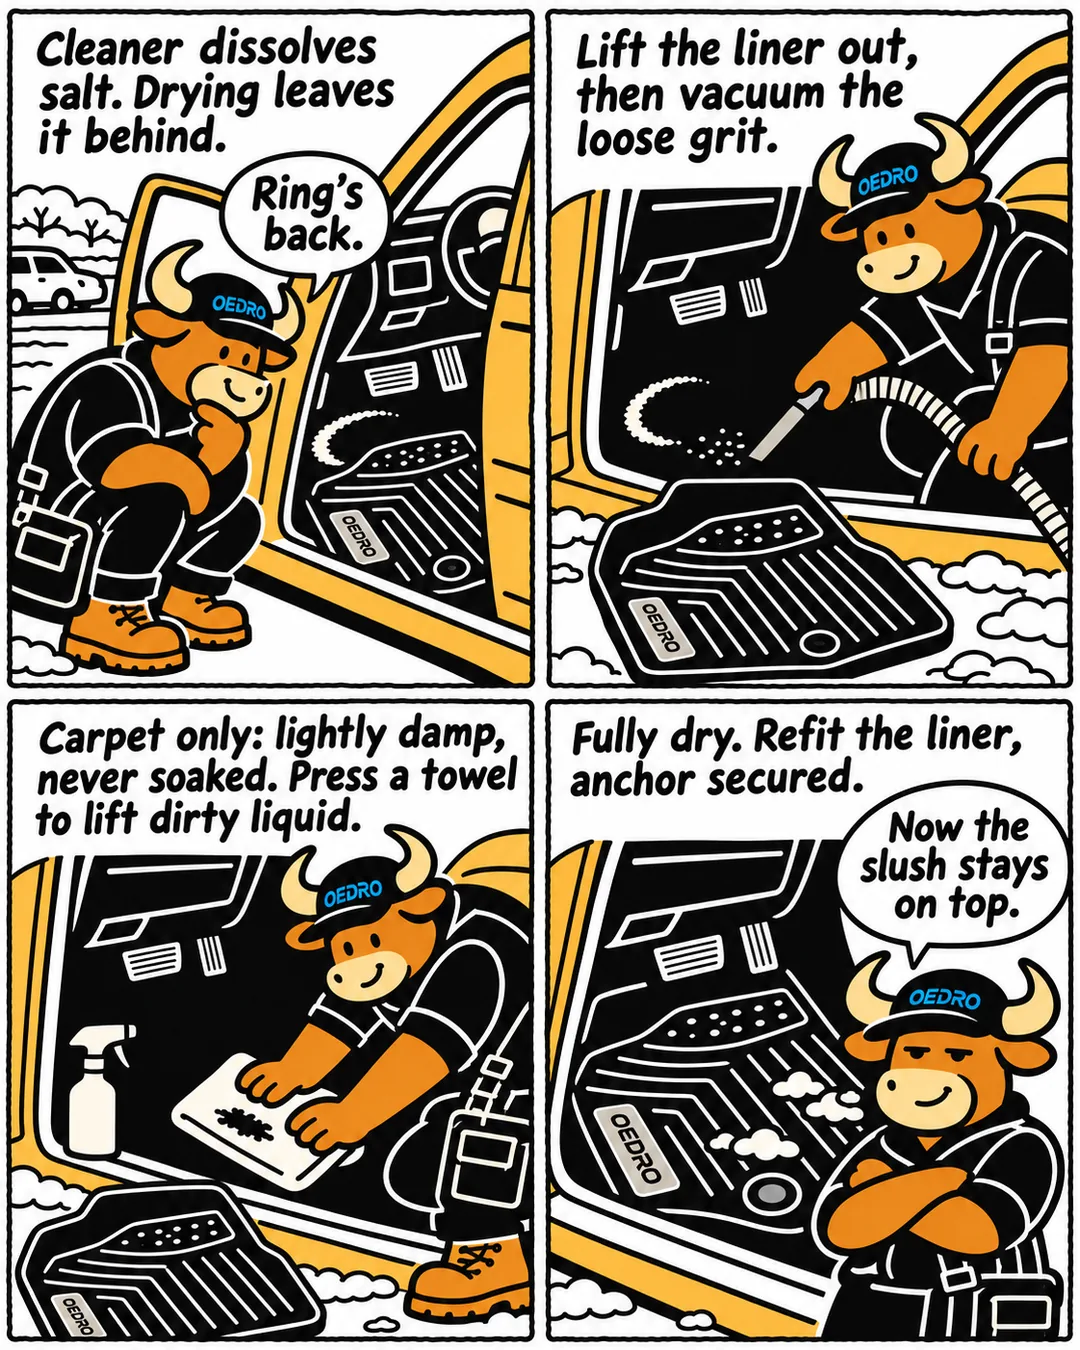 Cleaner dissolves
salt. Drying leaves
it behind.
Ring's
back.
OEDRO
OEDRO
Lift the liner out,
then vacuum the
loose grit.
OEDRO
OEDRO
Carpet only: lightly damp,
never soaked. Press a towel
to lift dirty liquid.
OEDRO
OEDRO
Fully dry. Refit the liner,
anchor secured.
Now the
slush stays
on top.
OEDRO
OEDRO